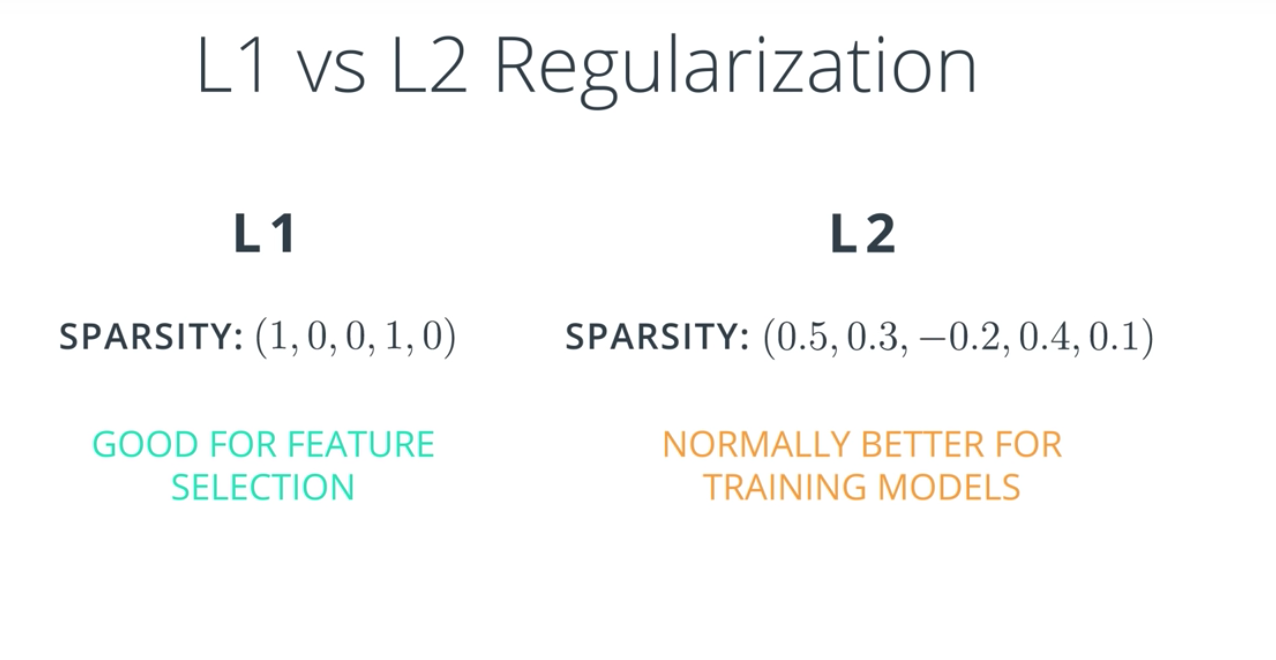 L1 vs L2 Regularization
L1
L2
SPARSITY: (1, 0, 0, 1, 0)
SPARSITY: (0.5, 0.3, −0.2, 0.4, 0.1)
GOOD FOR FEATURE
SELECTION
NORMALLY BETTER FOR
TRAINING MODELS